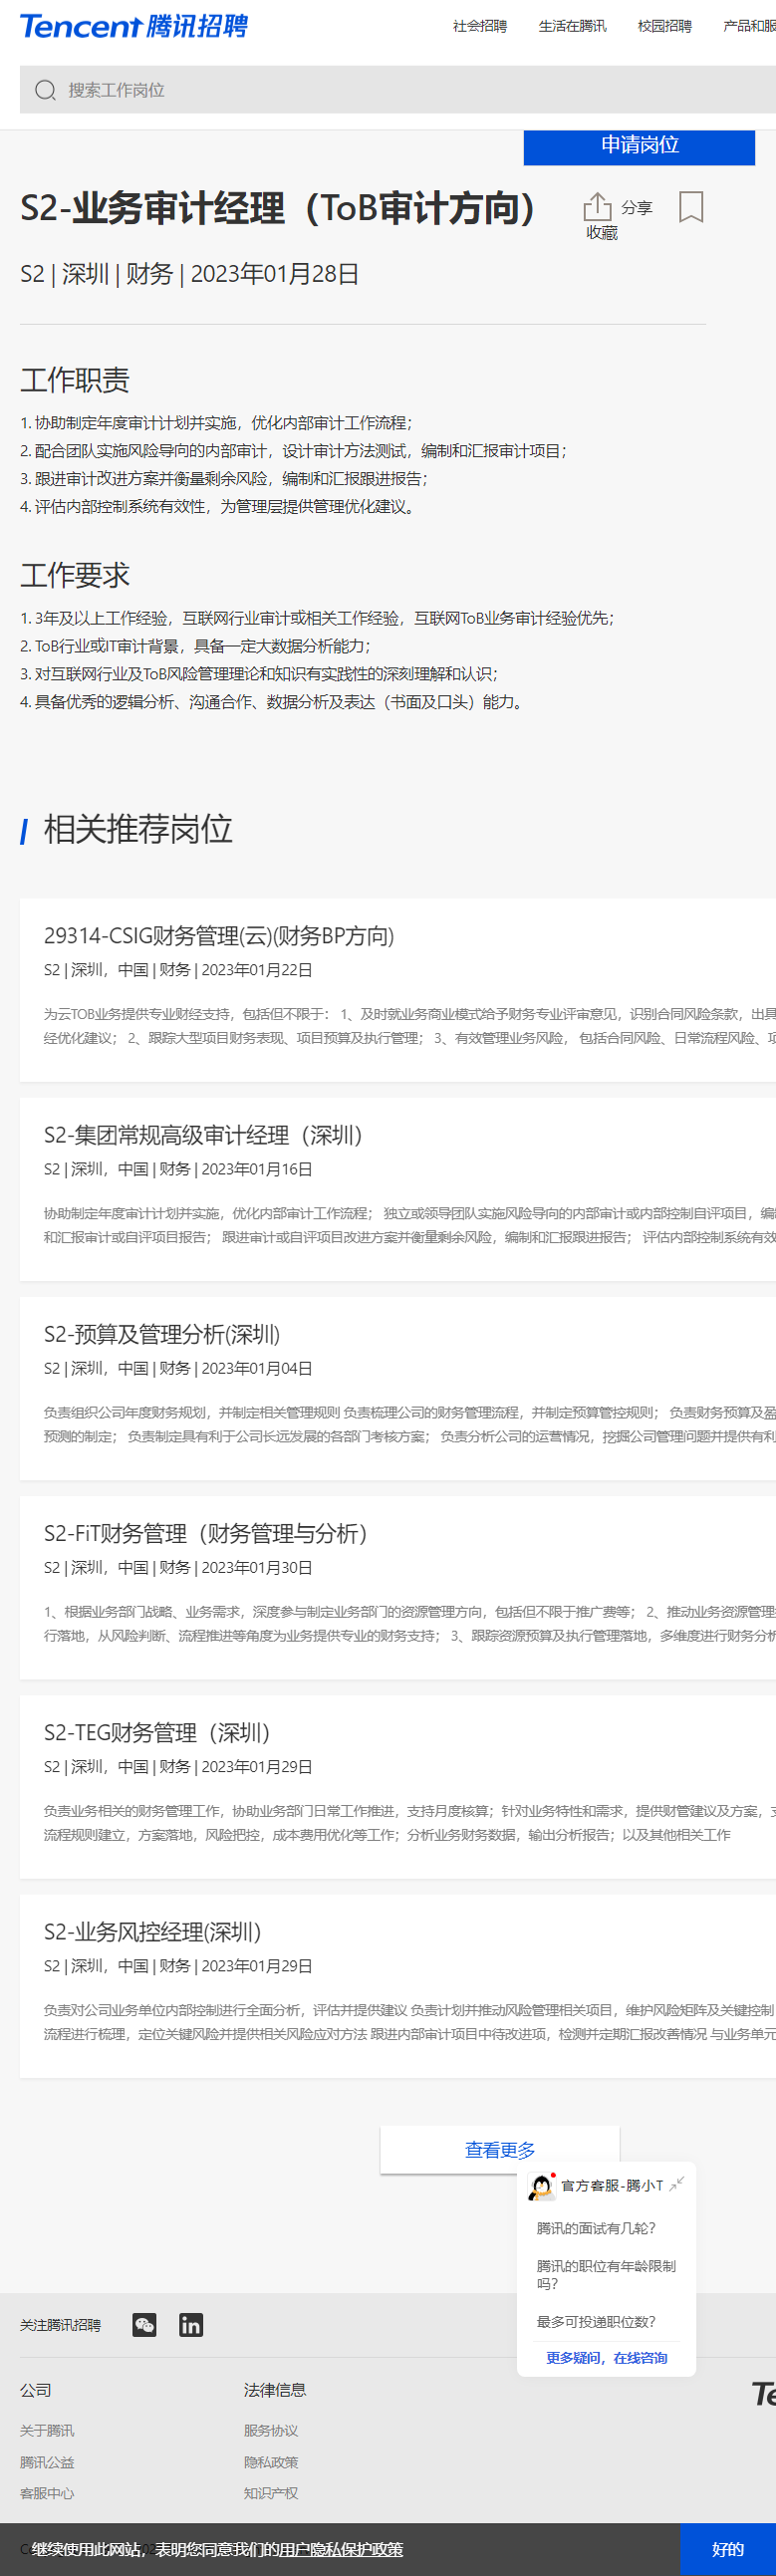 Tencent 腾讯招聘
社会招聘 生活在腾讯 校园招聘 产品和服
搜索工作岗位
申请岗位
S2-业务审计经理（ToB审计方向）
分享
收藏
S2 | 深圳 | 财务 | 2023年01月28日
工作职责
1. 协助制定年度审计计划并实施，优化内部审计工作流程；
2. 配合团队实施风险导向的内部审计，设计审计方法测试，编制和汇报审计项目；
3. 跟进审计改进方案并衡量剩余风险，编制和汇报跟进报告；
4. 评估内部控制系统有效性，为管理层提供管理优化建议。
工作要求
1. 3年及以上工作经验，互联网行业审计或相关工作经验，互联网ToB业务审计经验优先；
2. ToB行业或IT审计背景，具备一定大数据分析能力；
3. 对互联网行业及ToB风险管理理论和知识有实践性的深刻理解和认识；
4. 具备优秀的逻辑分析、沟通合作、数据分析及表达（书面及口头）能力。
相关推荐岗位
29314-CSIG财务管理(云)(财务BP方向)
S2 | 深圳，中国 | 财务 | 2023年01月22日
为云TOB业务提供专业财经支持，包括但不限于： 1、及时就业务商业模式给予财务专业评审意见，识别合同风险条款，出具
经优化建议； 2、跟踪大型项目财务表现、项目预算及执行管理； 3、有效管理业务风险， 包括合同风险、日常流程风险、项
S2-集团常规高级审计经理（深圳）
S2 | 深圳，中国 | 财务 | 2023年01月16日
协助制定年度审计计划并实施，优化内部审计工作流程； 独立或领导团队实施风险导向的内部审计或内部控制自评项目，编制
和汇报审计或自评项目报告； 跟进审计或自评项目改进方案并衡量剩余风险，编制和汇报跟进报告； 评估内部控制系统有效
S2-预算及管理分析(深圳)
S2 | 深圳，中国 | 财务 | 2023年01月04日
负责组织公司年度财务规划，并制定相关管理规则 负责梳理公司的财务管理流程，并制定预算管控规则； 负责财务预算及盈
预测的制定； 负责制定具有利于公司长远发展的各部门考核方案； 负责分析公司的运营情况，挖掘公司管理问题并提供有利
S2-FiT财务管理（财务管理与分析）
S2 | 深圳，中国 | 财务 | 2023年01月30日
1、根据业务部门战略、业务需求，深度参与制定业务部门的资源管理方向，包括但不限于推广费等； 2、推动业务资源管理
行落地，从风险判断、流程推进等角度为业务提供专业的财务支持； 3、跟踪资源预算及执行管理落地，多维度进行财务分析
S2-TEG财务管理（深圳）
S2 | 深圳，中国 | 财务 | 2023年01月29日
负责业务相关的财务管理工作，协助业务部门日常工作推进，支持月度核算；针对业务特性和需求，提供财管建议及方案，支
流程规则建立，方案落地，风险把控，成本费用优化等工作；分析业务财务数据，输出分析报告；以及其他相关工作
S2-业务风控经理(深圳）
S2 | 深圳，中国 | 财务 | 2023年01月29日
负责对公司业务单位内部控制进行全面分析，评估并提供建议 负责计划并推动风险管理相关项目，维护风险矩阵及关键控制
流程进行梳理，定位关键风险并提供相关风险应对方法 跟进内部审计项目中待改进项，检测并定期汇报改善情况 与业务单元
查看更多
官方客服-腾小T
腾讯的面试有几轮？
腾讯的职位有年龄限制
吗？
最多可投递职位数？
更多疑问，在线咨询
关注腾讯招聘
公司 法律信息
Te
关于腾讯 服务协议
腾讯公益 隐私政策
客服中心 知识产权
继续使用此网站，表明您同意我们的用户隐私保护政策
好的